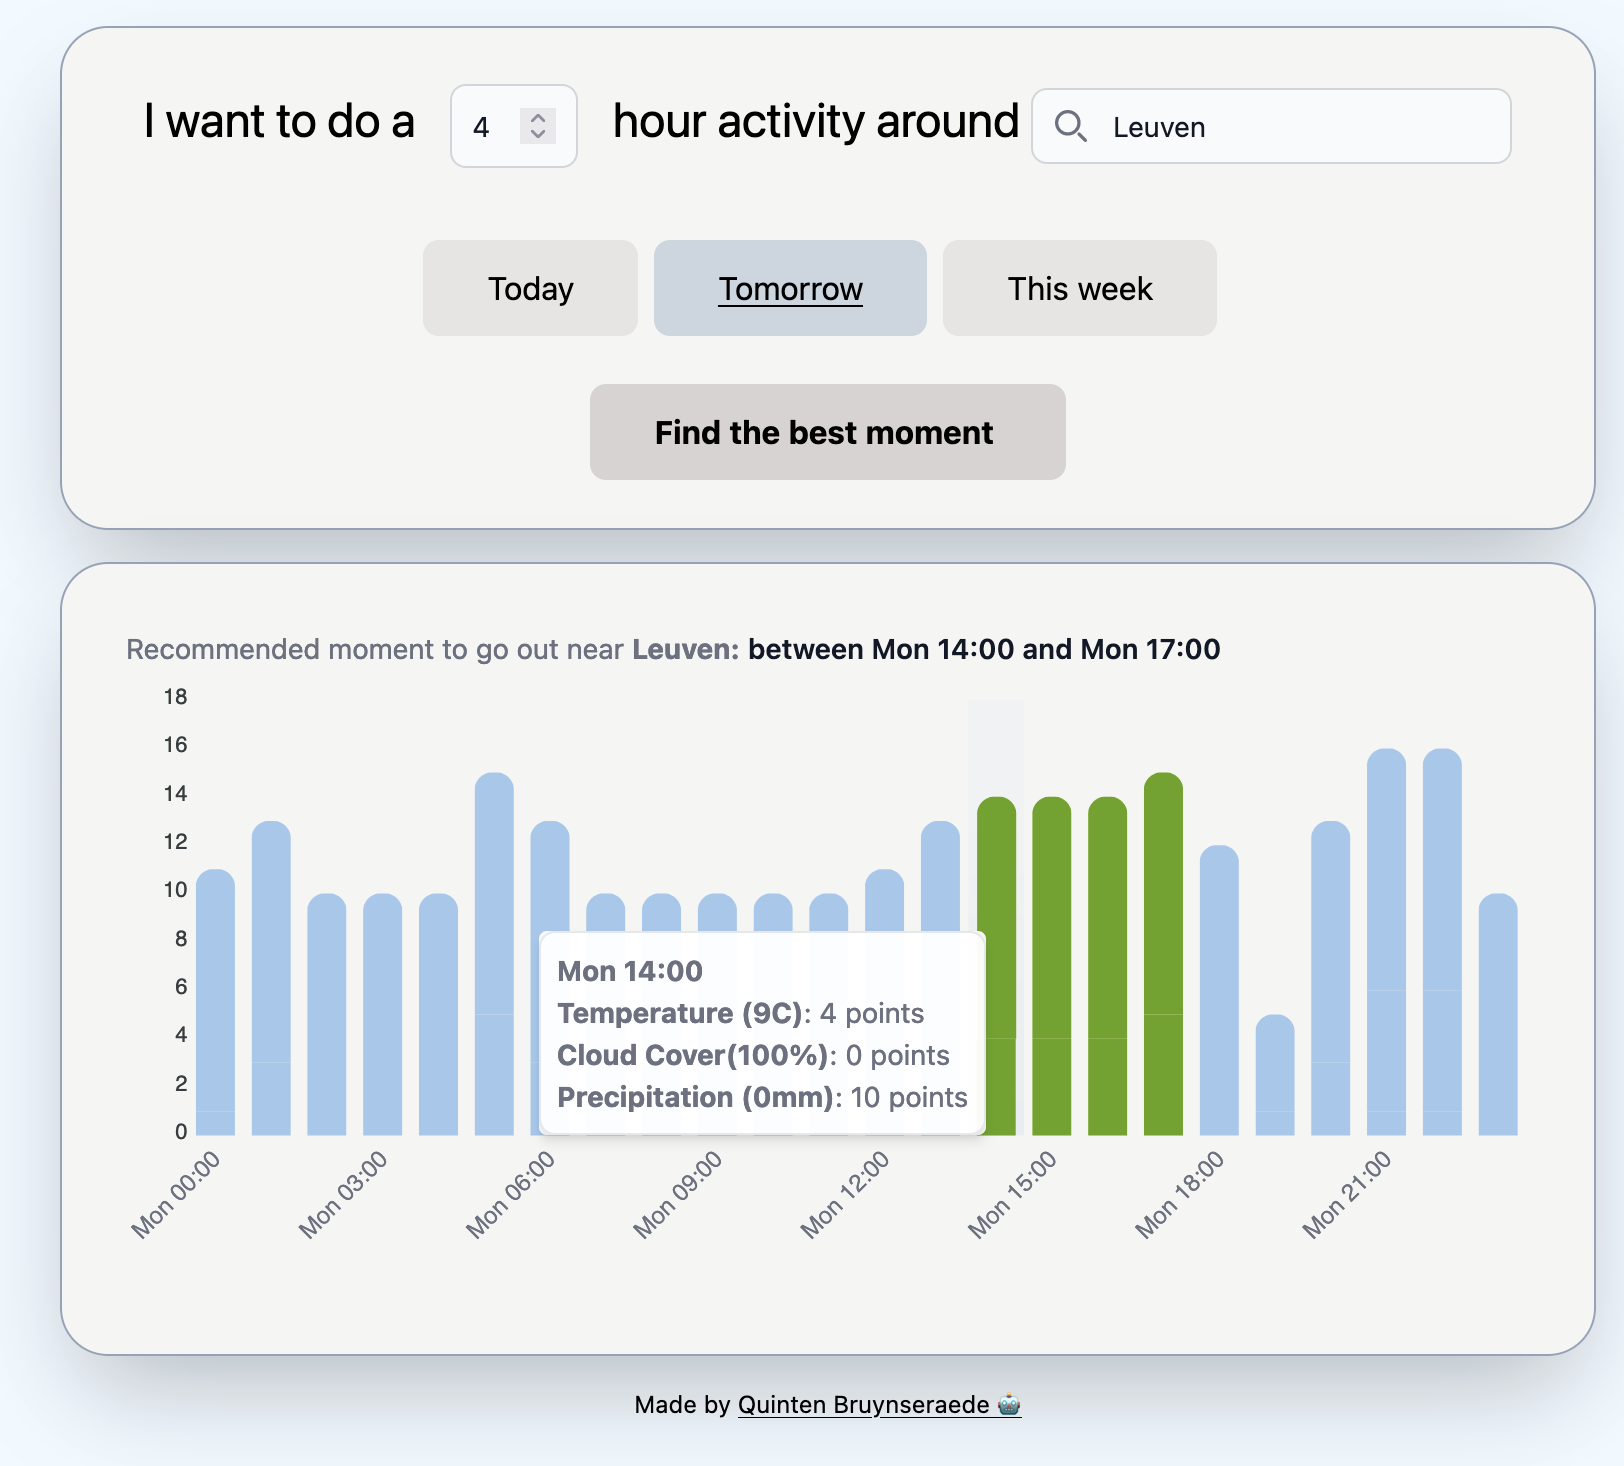 I want to do a 4 hour activity around Leuven
Today Tomorrow This week
Find the best moment
Recommended moment to go out near Leuven: between Mon 14:00 and Mon 17:00
18
16
14
12
10
8
6
4
2
0
Mon 14:00
Temperature (9C): 4 points
Cloud Cover(100%): 0 points
Precipitation (0mm): 10 points
Mon 00:00 Mon 03:00 Mon 06:00 Mon 09:00 Mon 12:00 Mon 15:00 Mon 18:00 Mon 21:00
Made by Quinten Bruynseraede 🤖